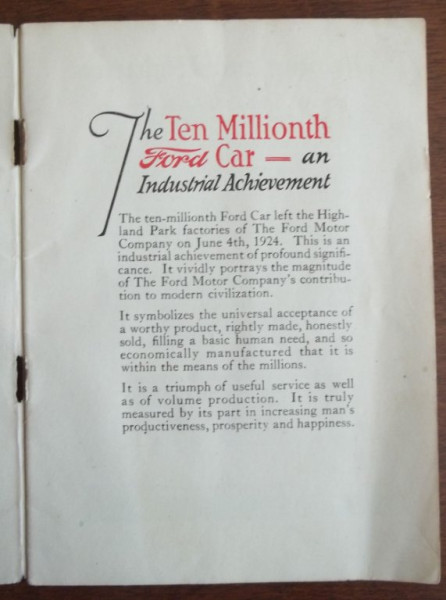 The Ten Millionth
Ford Car — an
Industrial Achievement
The ten-millionth Ford Car left the High-
land Park factories of The Ford Motor
Company on June 4th, 1924. This is an
industrial achievement of profound signifi-
cance. It vividly portrays the magnitude
of The Ford Motor Company's contribu-
tion to modern civilization.
It symbolizes the universal acceptance of
a worthy product, rightly made, honestly
sold, filling a basic human need, and so
economically manufactured that it is
within the means of the millions.
It is a triumph of useful service as well
as of volume production. It is truly
measured by its part in increasing man's
productiveness, prosperity and happiness.